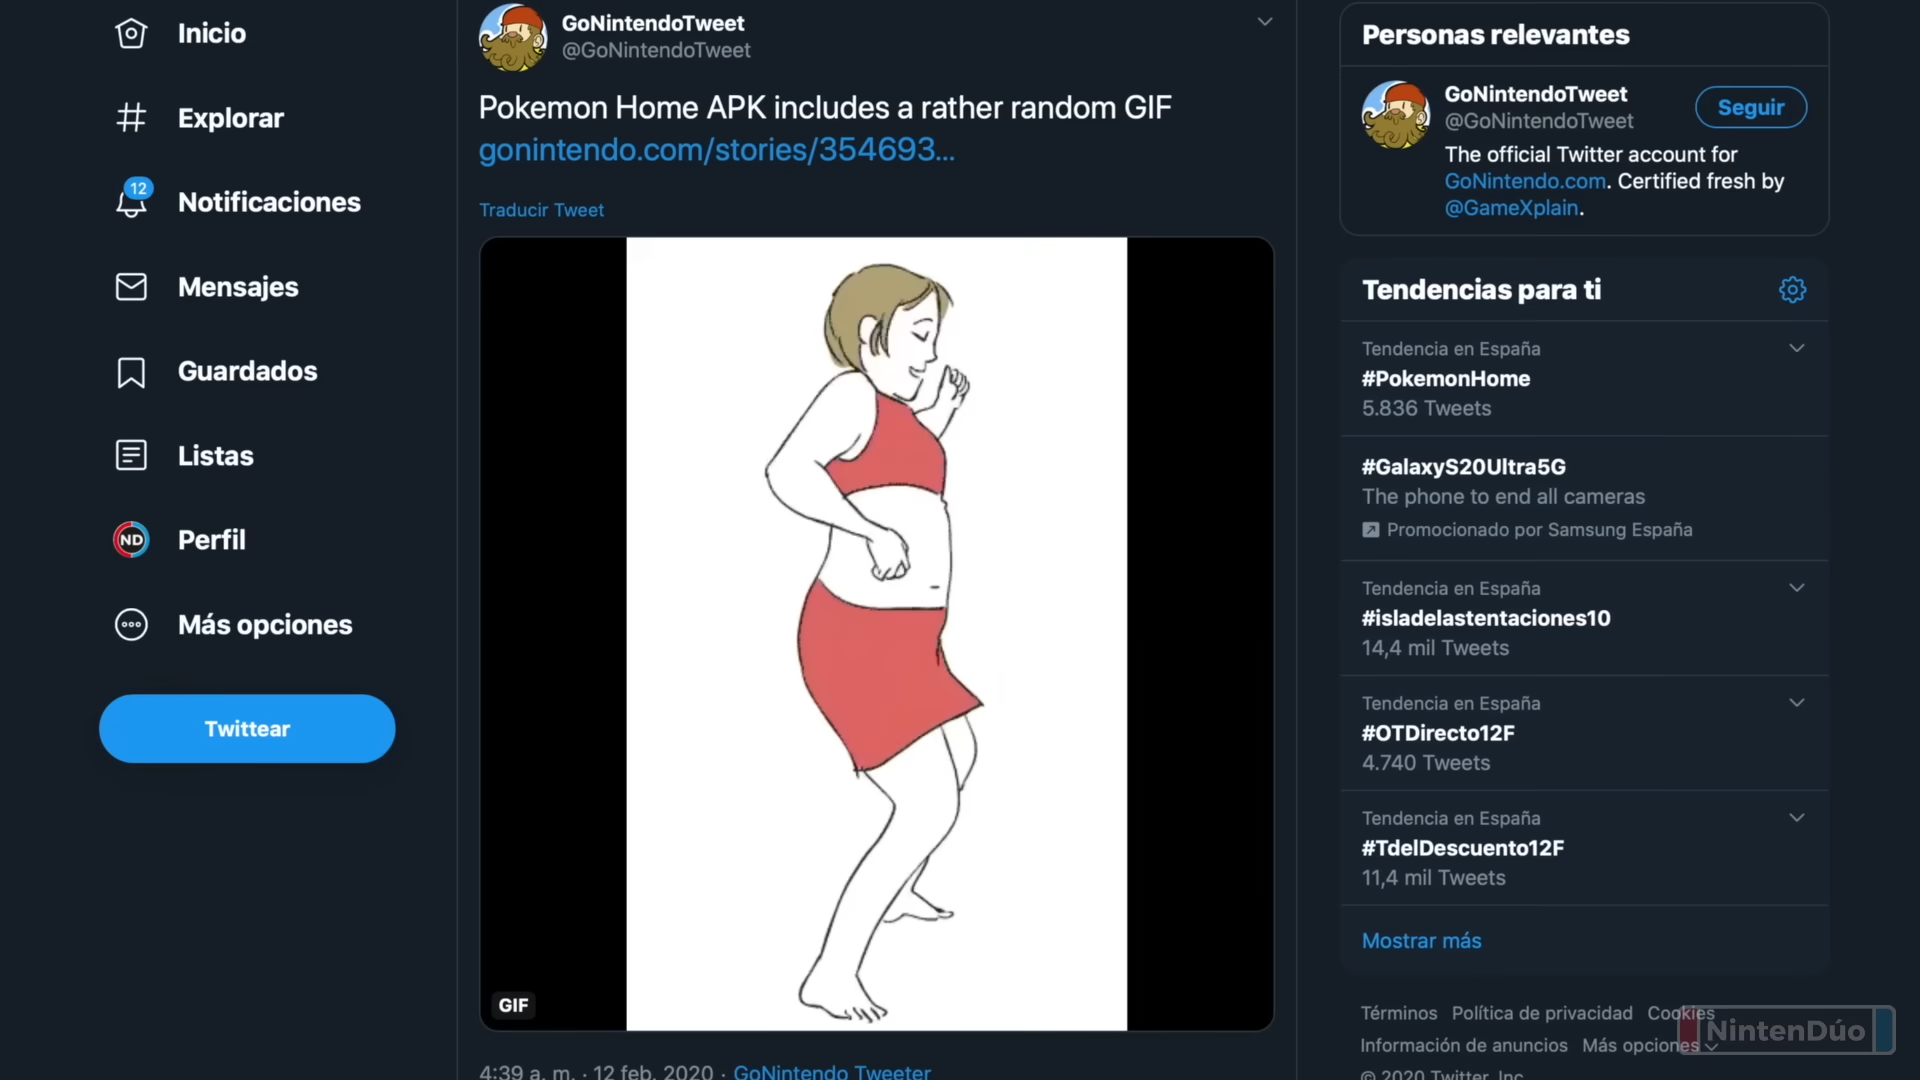 Inicio
Explorar
12
Notificaciones
Mensajes
Guardados
Listas
ND
Perfil
Más opciones
Twittear
GoNintendoTweet
@GoNintendoTweet
Pokemon Home APK includes a rather random GIF
gonintendo.com/stories/354693...
Traducir Tweet
GIF
4:39 a. m. · 12 feb. 2020 · GoNintendo Tweeter
Personas relevantes
GoNintendoTweet
@GoNintendoTweet
Seguir
The official Twitter account for
GoNintendo.com. Certified fresh by
@GameXplain.
Tendencias para ti
Tendencia en España
#PokemonHome
5.836 Tweets
#GalaxyS20Ultra5G
The phone to end all cameras
Promocionado por Samsung España
Tendencia en España
#isladelastentaciones10
14,4 mil Tweets
Tendencia en España
#OTDirecto12F
4.740 Tweets
Tendencia en España
#TdelDescuento12F
11,4 mil Tweets
Mostrar más
Términos Política de privacidad Cookies
Información de anuncios Más opciones
© 2020 Twitter, Inc.
NintenDúo